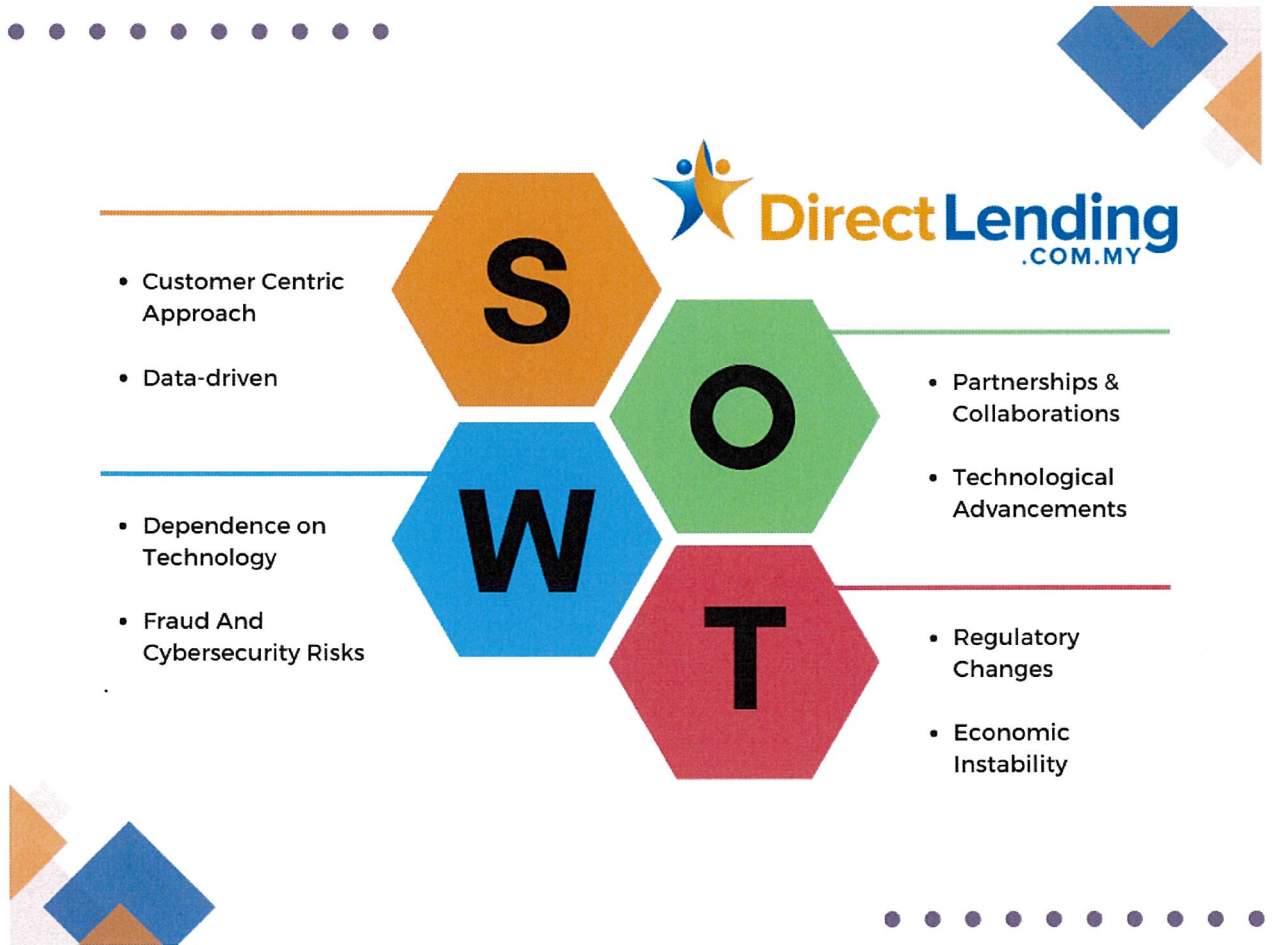 DirectLending
.COM.MY
S
• Customer Centric
Approach
• Data-driven
W
• Dependence on
Technology
• Fraud And
Cybersecurity Risks
O
• Partnerships &
Collaborations
• Technological
Advancements
T
• Regulatory
Changes
• Economic
Instability